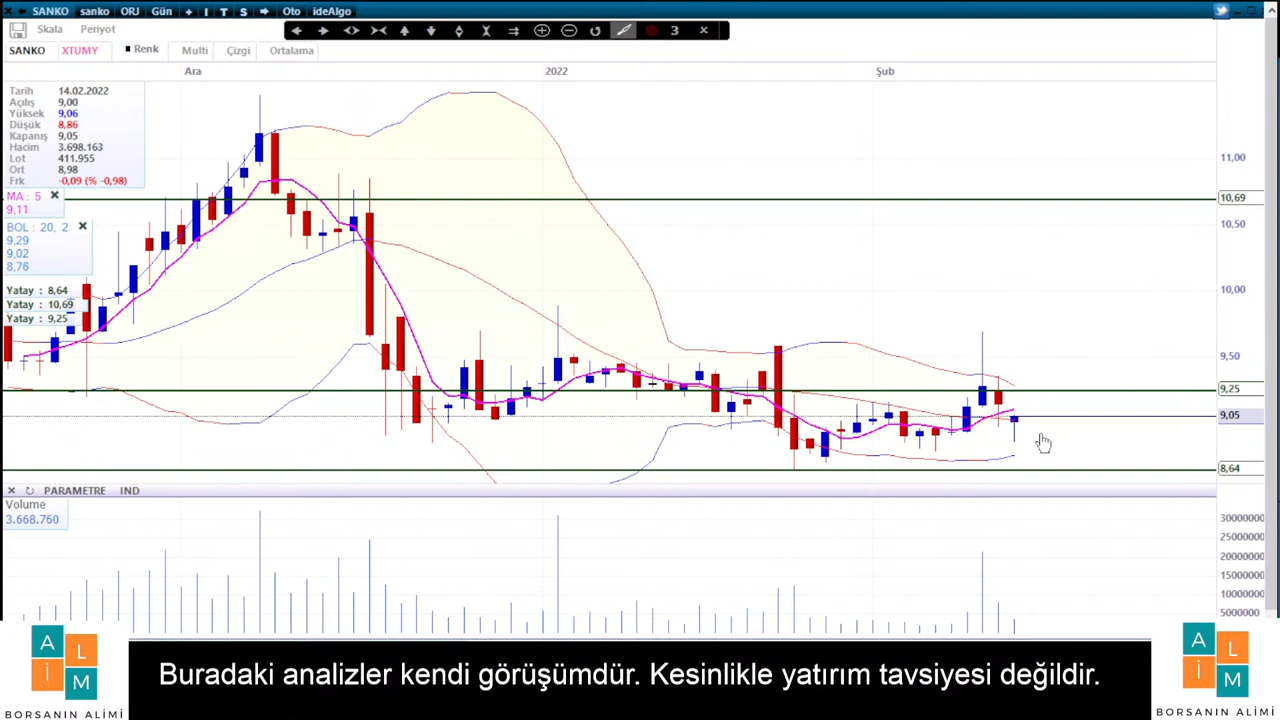 SANKO sanko ORJ Gün + i T S Oto ideAlgo
Skala Periyot
3 x
SANKO XTUMY Renk Multi Çizgi Ortalama
Ara 2022 Şub
Tarih 14.02.2022
Açılış 9,00
Yüksek 9,06
Düşük 8,86
Kapanış 9,05
Hacim 3.698.163
Lot 411.955
Ort 8,98
Frk -0,09 (% -0,98)
MA : 5
9,11
BOL : 20, 2
9,29
9,02
8,76
Yatay : 8,64
Yatay : 10,69
Yatay : 9,25
11,00
10,69
10,50
10,00
9,50
9,25
9,05
8,64
PARAMETRE IND
Volume
3.668.760
30000000
25000000
15000000
10000000
5000000
A
L
İ
M
BORSANIN ALİMİ
Buradaki analizler kendi görüşümdür. Kesinlikle yatırım tavsiyesi değildir.
A
L
İ
M
BORSANIN ALİMİ